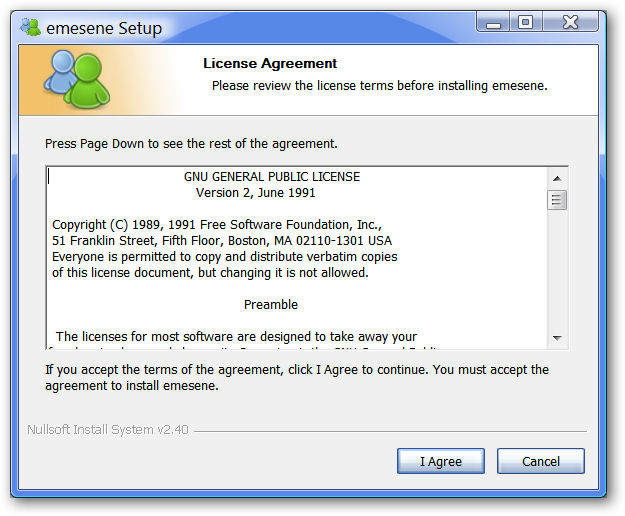 emesene Setup
License Agreement
Please review the license terms before installing emesene.
Press Page Down to see the rest of the agreement.
GNU GENERAL PUBLIC LICENSE
Version 2, June 1991
Copyright (C) 1989, 1991 Free Software Foundation, Inc.,
51 Franklin Street, Fifth Floor, Boston, MA 02110-1301 USA
Everyone is permitted to copy and distribute verbatim copies
of this license document, but changing it is not allowed.
Preamble
The licenses for most software are designed to take away your
If you accept the terms of the agreement, click I Agree to continue. You must accept the
agreement to install emesene.
Nullsoft Install System v2.40
I Agree
Cancel